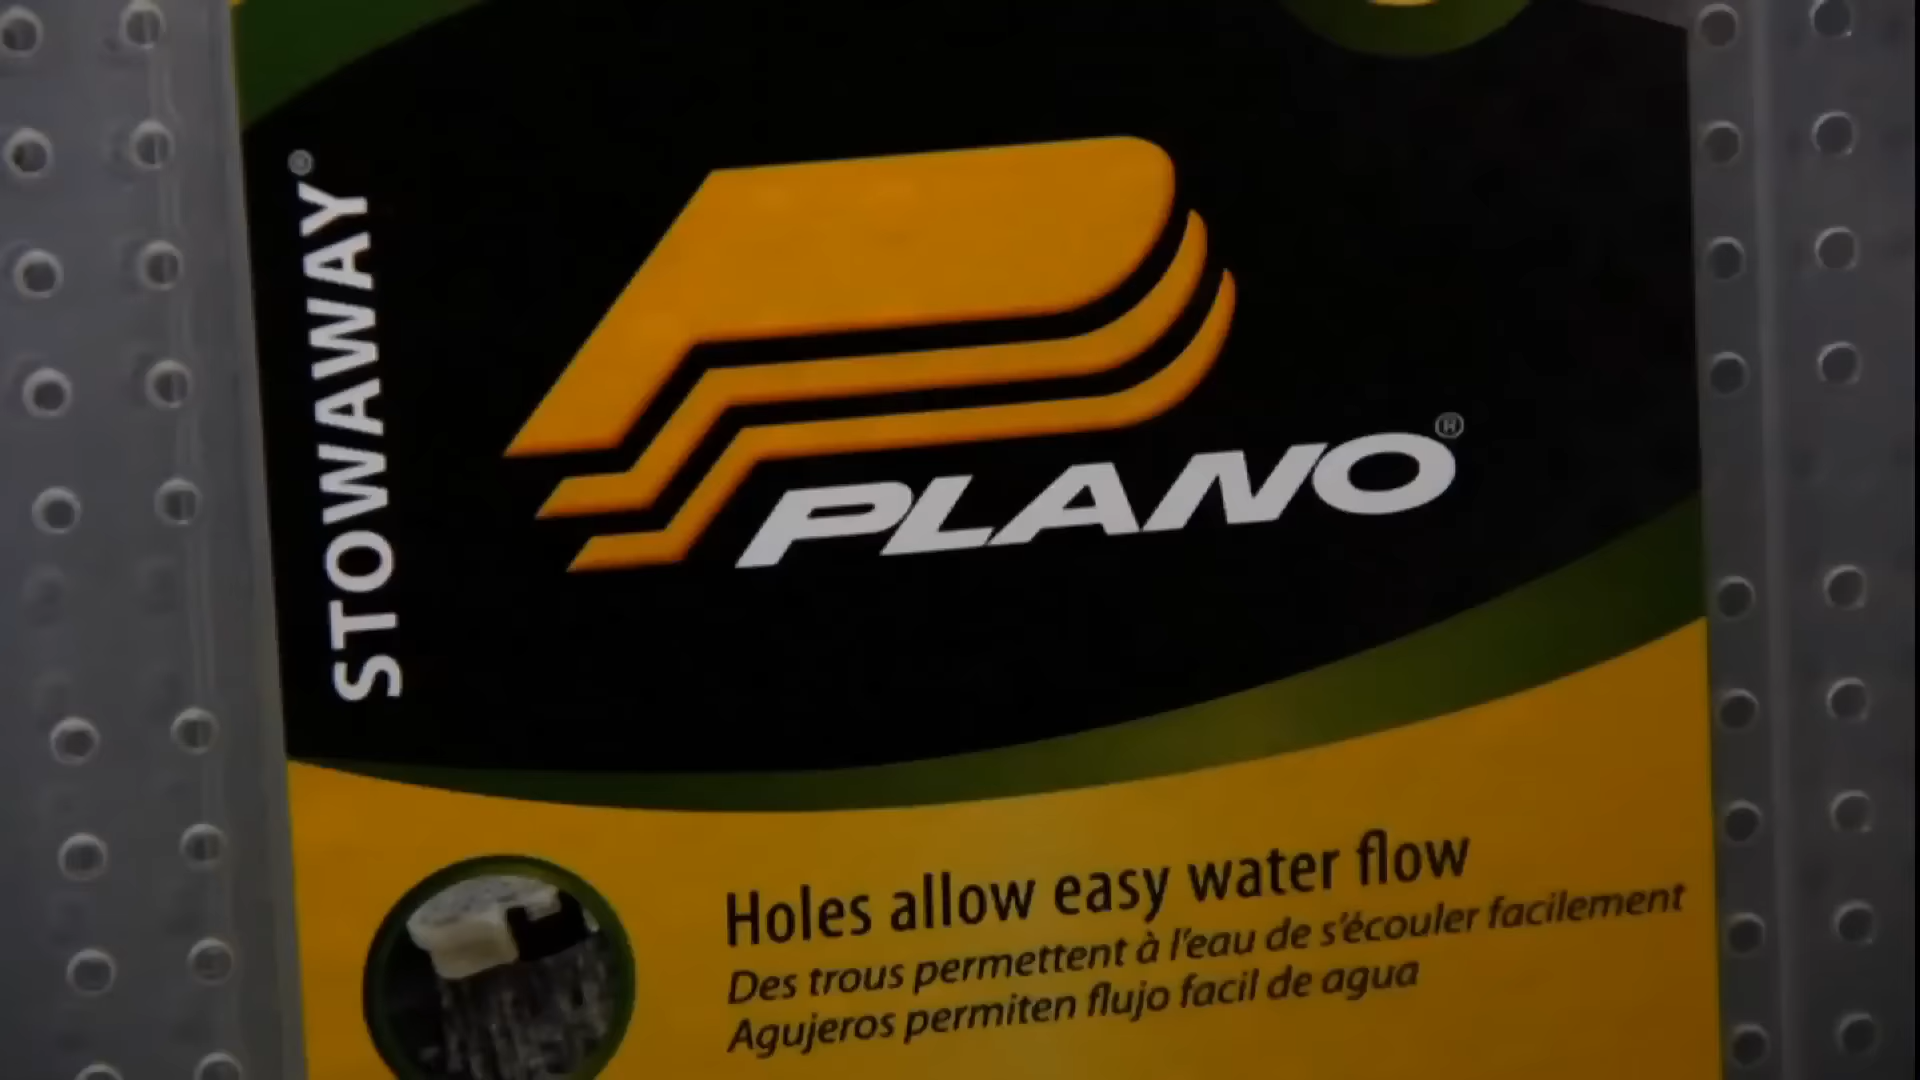 STOWAWAY®
PLANO®
Holes allow easy water flow
Des trous permettent à l'eau de s'écouler facilement
Agujeros permiten flujo facil de agua